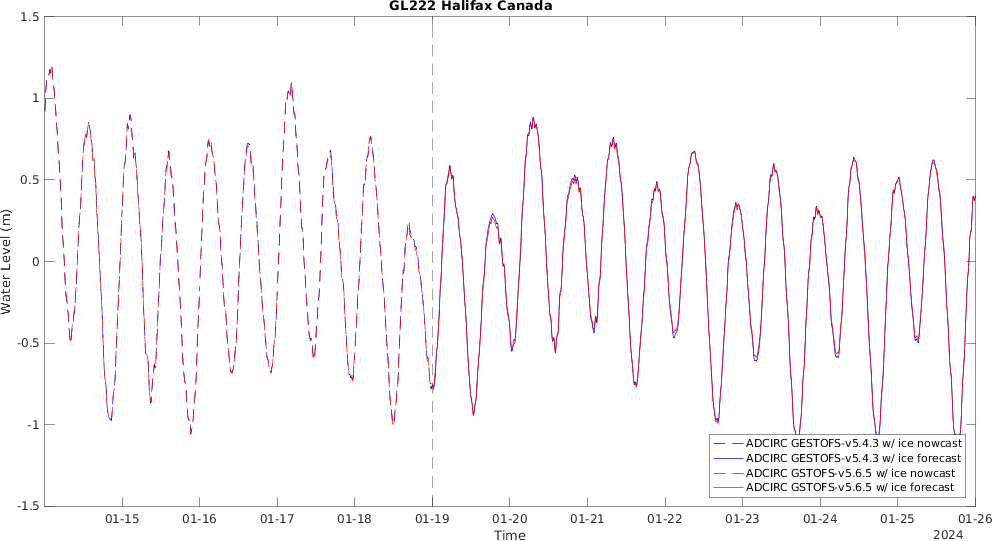 GL222 Halifax Canada
1.5
1
0.5
0
-0.5
-1
-1.5
Water Level (m)
ADCIRC GESTOFS-v5.4.3 w/ ice nowcast
ADCIRC GESTOFS-v5.4.3 w/ ice forecast
ADCIRC GSTOFS-v5.6.5 w/ ice nowcast
ADCIRC GSTOFS-v5.6.5 w/ ice forecast
01-15 01-16 01-17 01-18 01-19 01-20 01-21 01-22 01-23 01-24 01-25 01-26
Time
2024